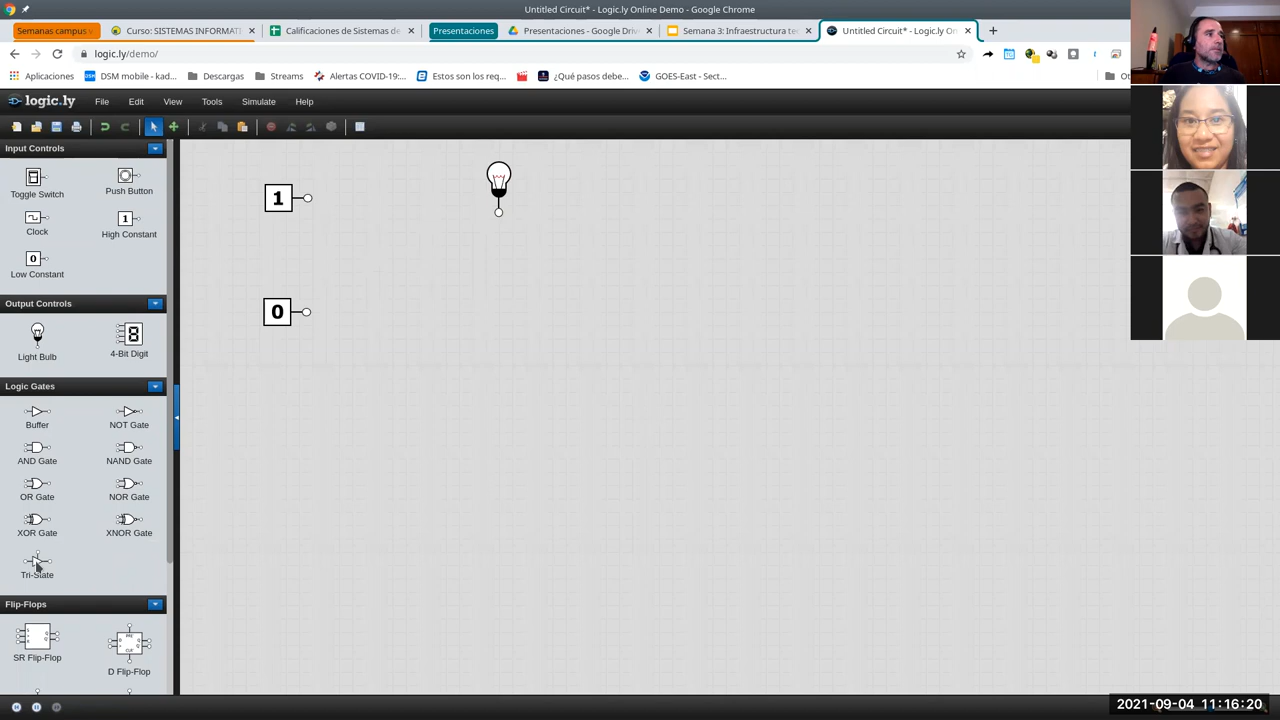 Untitled Circuit* - Logic.ly Online Demo - Google Chrome
Semanas campus v
Curso: SISTEMAS INFORMAT
Calificaciones de Sistemas de
Presentaciones
Presentaciones - Google Driv
Semana 3: Infraestructura te
Untitled Circuit* - Logic.ly On
logic.ly/demo/
Aplicaciones
DSM mobile - kad...
Descargas
Streams
Alertas COVID-19:...
Estos son los req...
¿Qué pasos debe...
GOES-East - Sect...
Ot
logic.ly
File
Edit
View
Tools
Simulate
Help
Input Controls
Toggle Switch
Push Button
Clock
1
High Constant
0
Low Constant
Output Controls
Light Bulb
8
4-Bit Digit
Logic Gates
Buffer
NOT Gate
AND Gate
NAND Gate
OR Gate
NOR Gate
XOR Gate
XNOR Gate
Tri-State
Flip-Flops
SR Flip-Flop
D Flip-Flop
1
0
2021-09-04 11:16:20